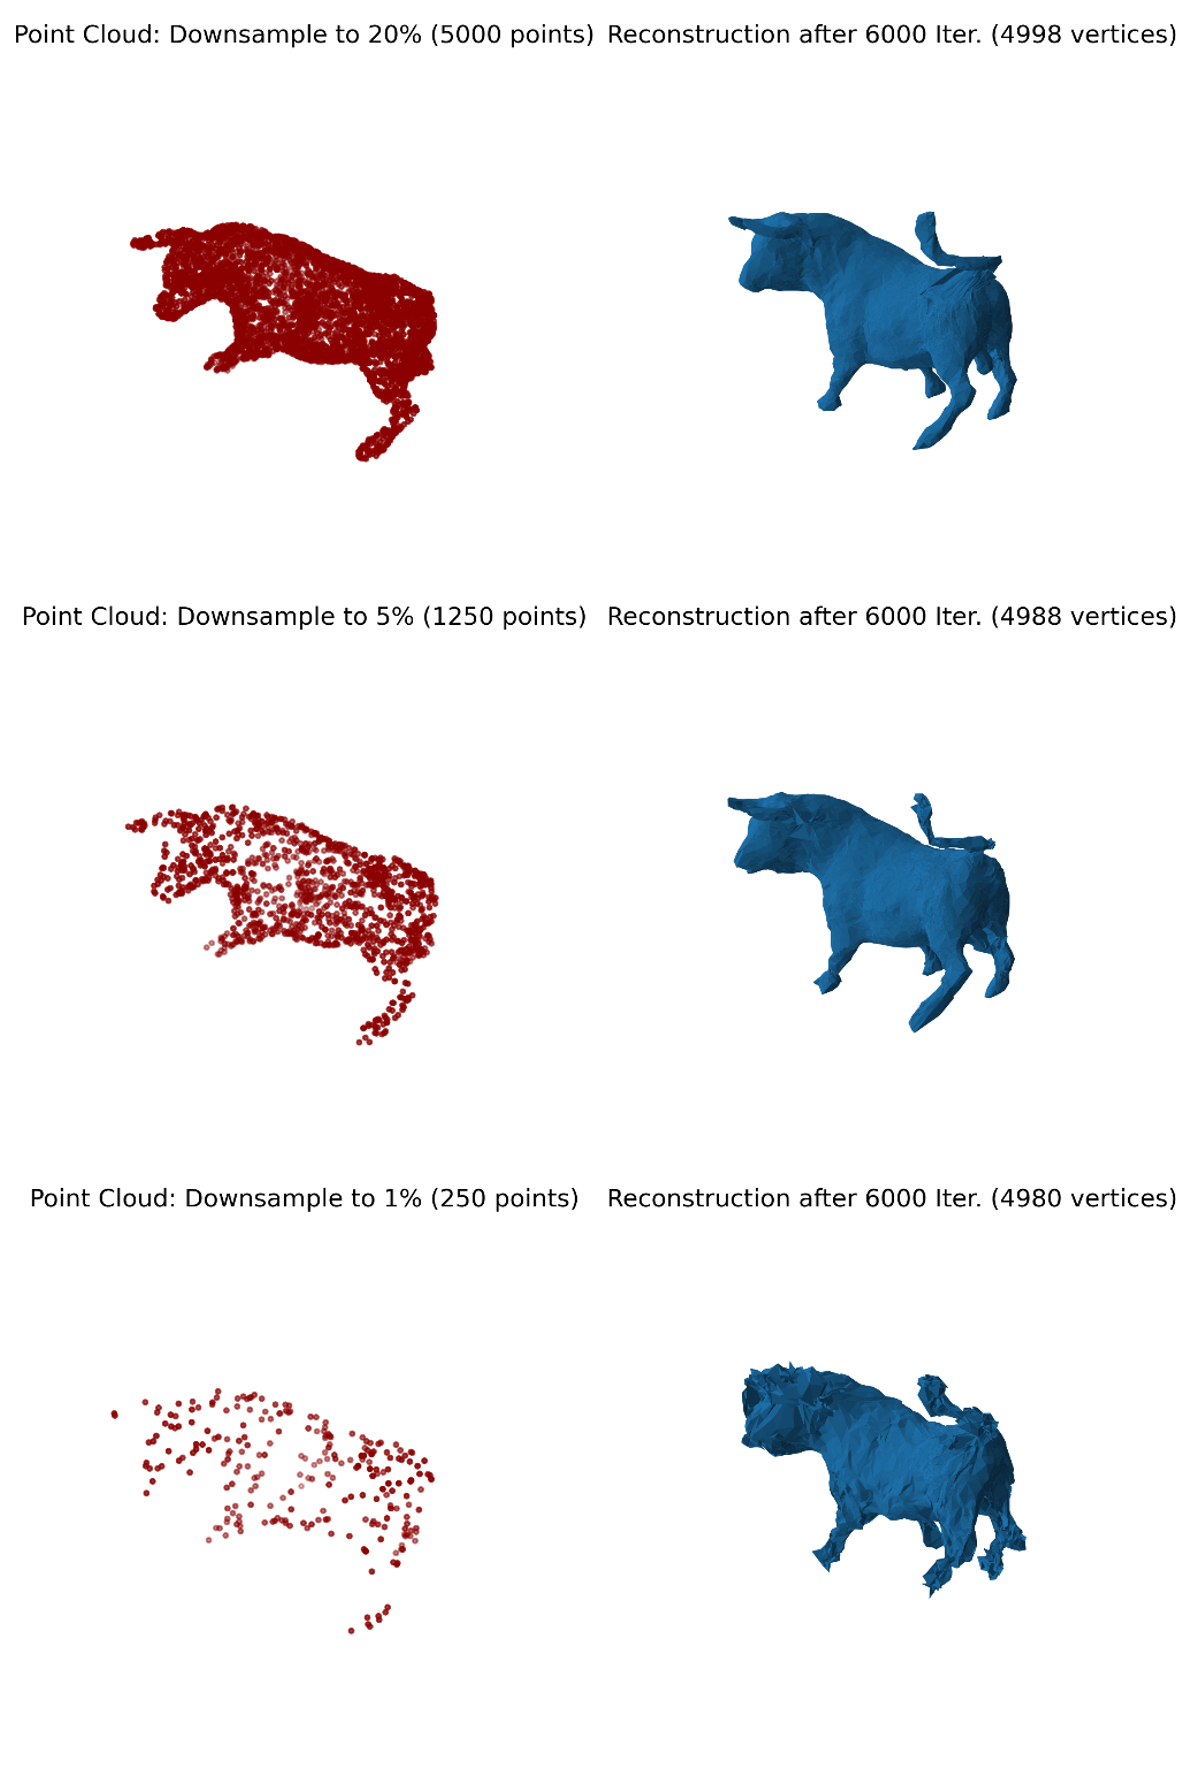 Point Cloud: Downsample to 20% (5000 points)
Reconstruction after 6000 Iter. (4998 vertices)
Point Cloud: Downsample to 5% (1250 points)
Reconstruction after 6000 Iter. (4988 vertices)
Point Cloud: Downsample to 1% (250 points)
Reconstruction after 6000 Iter. (4980 vertices)